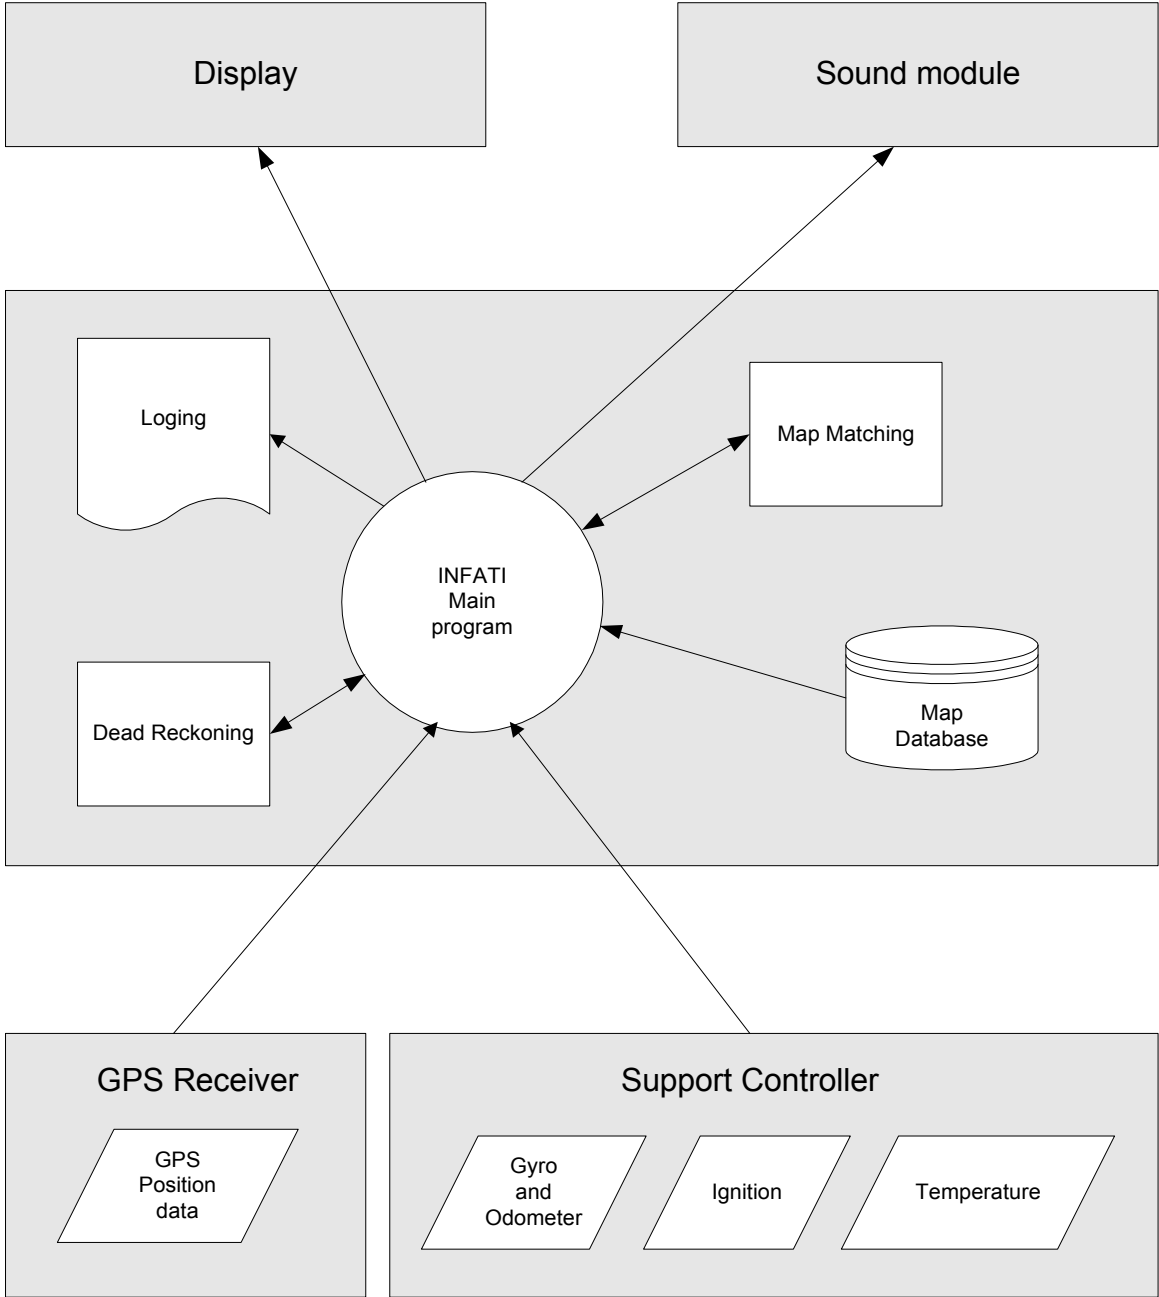 Display
Sound module
Loging
Map Matching
INFATI
Main
program
Dead Reckoning
Map
Database
GPS Receiver
GPS
Position
data
Support Controller
Gyro
and
Odometer
Ignition
Temperature